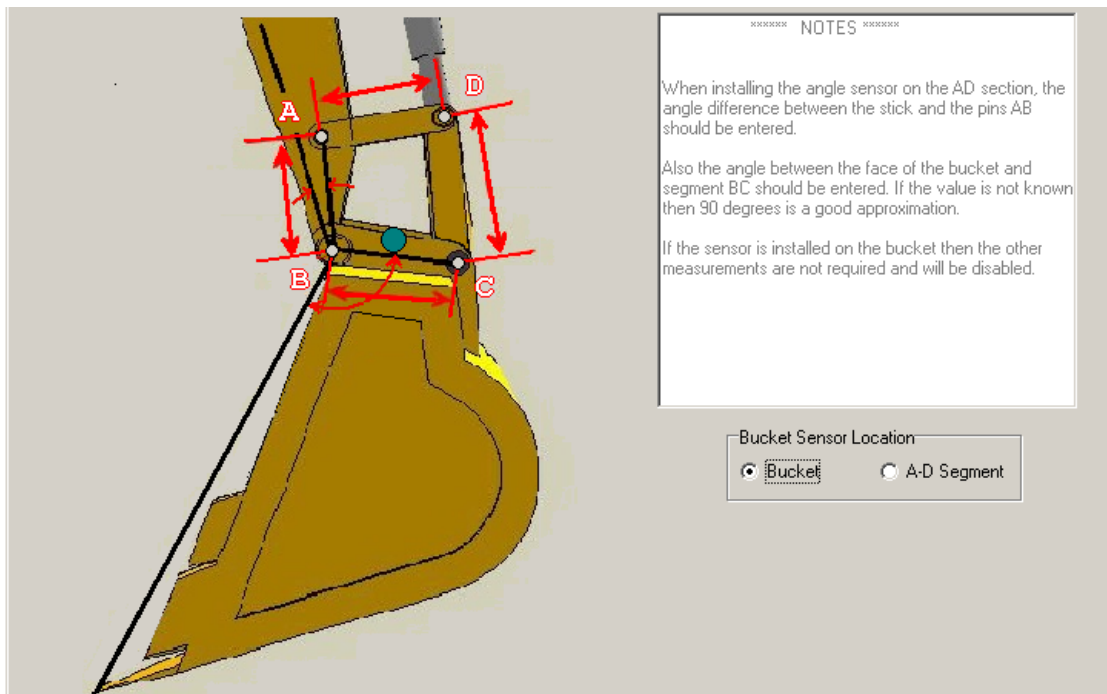 ****** NOTES ******
When installing the angle sensor on the AD section, the
angle difference between the stick and the pins AB
should be entered.
Also the angle between the face of the bucket and
segment BC should be entered. If the value is not known
then 90 degrees is a good approximation.
If the sensor is installed on the bucket then the other
measurements are not required and will be disabled.
A
D
B
C
Bucket Sensor Location
Bucket A-D Segment